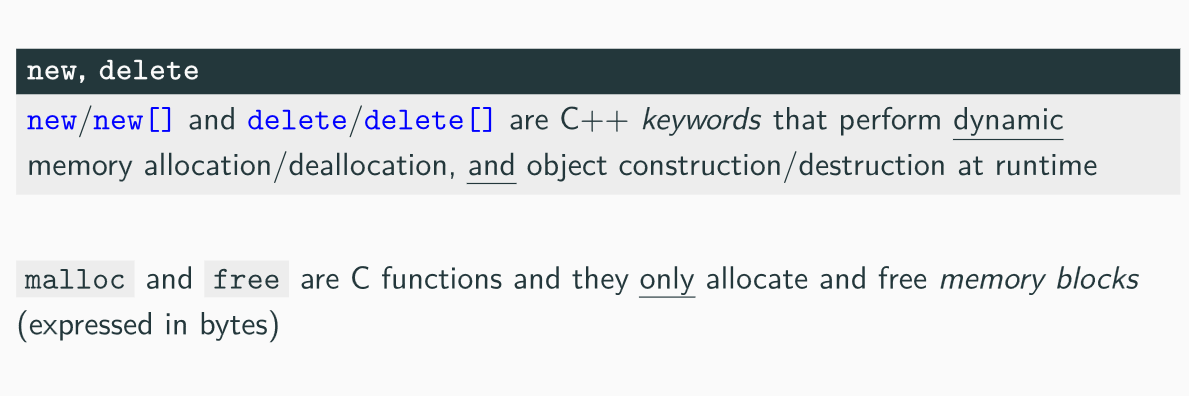 new, delete
new/new[] and delete/delete[] are C++ keywords that perform dynamic
memory allocation/deallocation, and object construction/destruction at runtime
malloc and free are C functions and they only allocate and free memory blocks
(expressed in bytes)